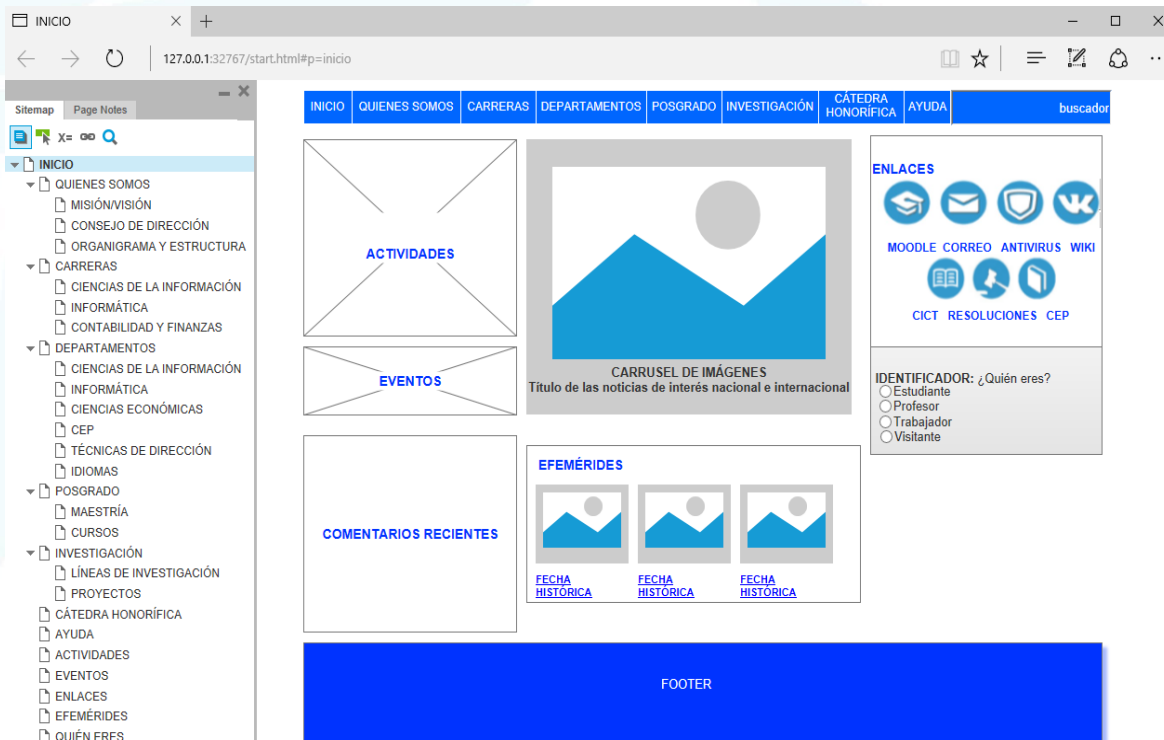 INICIO
127.0.0.1:32767/start.html#p=inicio
Sitemap Page Notes
X=
INICIO
QUIENES SOMOS
MISIÓN/VISIÓN
CONSEJO DE DIRECCIÓN
ORGANIGRAMA Y ESTRUCTURA
CARRERAS
CIENCIAS DE LA INFORMACIÓN
INFORMÁTICA
CONTABILIDAD Y FINANZAS
DEPARTAMENTOS
CIENCIAS DE LA INFORMACIÓN
INFORMÁTICA
CIENCIAS ECONÓMICAS
CEP
TÉCNICAS DE DIRECCIÓN
IDIOMAS
POSGRADO
MAESTRÍA
CURSOS
INVESTIGACIÓN
LÍNEAS DE INVESTIGACIÓN
PROYECTOS
CÁTEDRA HONORÍFICA
AYUDA
ACTIVIDADES
EVENTOS
ENLACES
EFEMÉRIDES
QUIÉN ERES
INICIO QUIENES SOMOS CARRERAS DEPARTAMENTOS POSGRADO INVESTIGACIÓN CÁTEDRA HONORÍFICA AYUDA buscador
ACTIVIDADES
EVENTOS
COMENTARIOS RECIENTES
CARRUSEL DE IMÁGENES
Título de las noticias de interés nacional e internacional
EFEMÉRIDES
FECHA HISTÓRICA
FECHA HISTÓRICA
FECHA HISTÓRICA
ENLACES
MOODLE CORREO ANTIVIRUS WIKI
CICT RESOLUCIONES CEP
IDENTIFICADOR: ¿Quién eres?
Estudiante
Profesor
Trabajador
Visitante
FOOTER